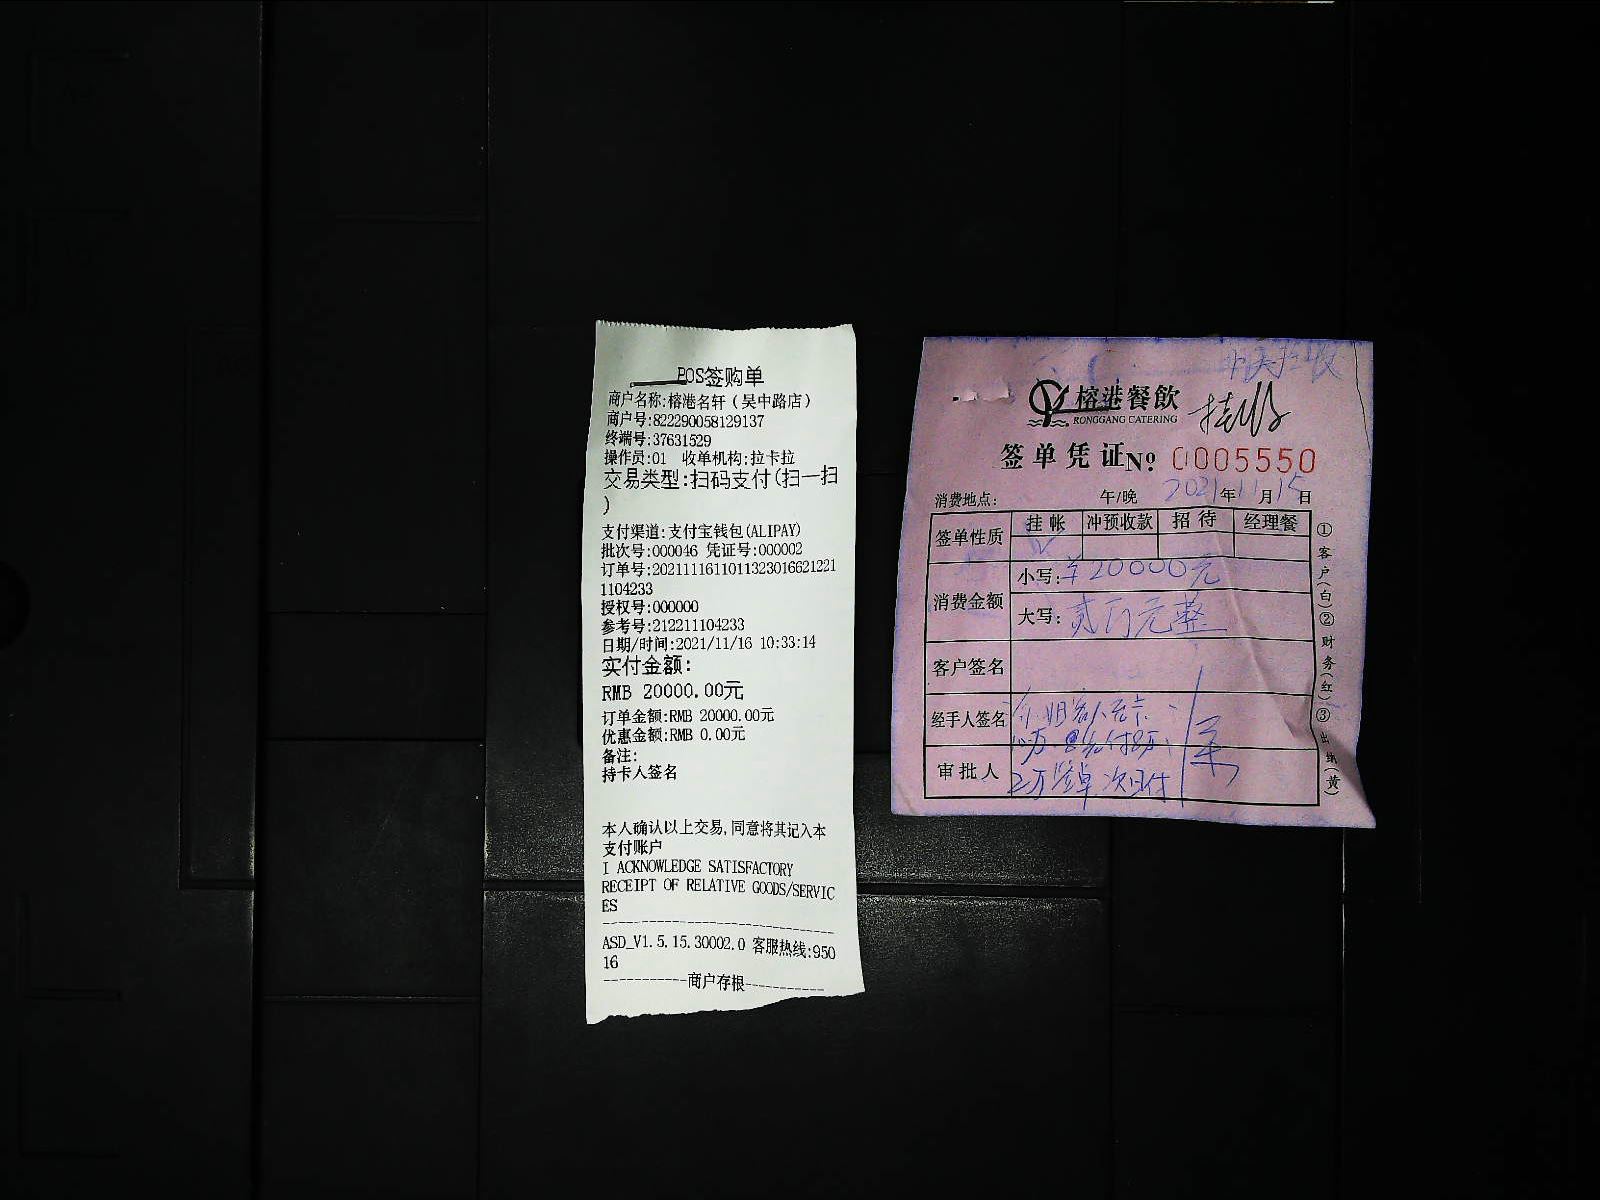 POS签购单
商户名称:榕港名轩（吴中路店）
商户号:822290058129137
终端号:37631529
操作员:01 收单机构:拉卡拉
交易类型:扫码支付(扫一扫
)
支付渠道:支付宝钱包(ALIPAY)
批次号:000046 凭证号:000002
订单号:20211116110113230166212​21
1104233
授权号:000000
参考号:212211104233
日期/时间:2021/11/16 10:33:14
实付金额:
RMB 20000.00元
订单金额:RMB 20000.00元
优惠金额:RMB 0.00元
备注:
持卡人签名
本人确认以上交易,同意将其记入本
支付账户
I ACKNOWLEDGE SATISFACTORY
RECEIPT OF RELATIVE GOODS/SERVIC
ES
ASD_V1.5.15.30002.0 客服热线:950
16
商户存根
榕港餐飲
RONGGANG CATERING
签单凭证No 0005550
消费地点: 午/晚 2021年11月15日
签单性质 挂帐 冲预收款 招待 经理餐
消费金额 小写:￥20000元
大写:贰万元整
客户签名
经手人签名
审批人 2万签单 次日付
①客户(白)②财务(红)③出纳(黄)